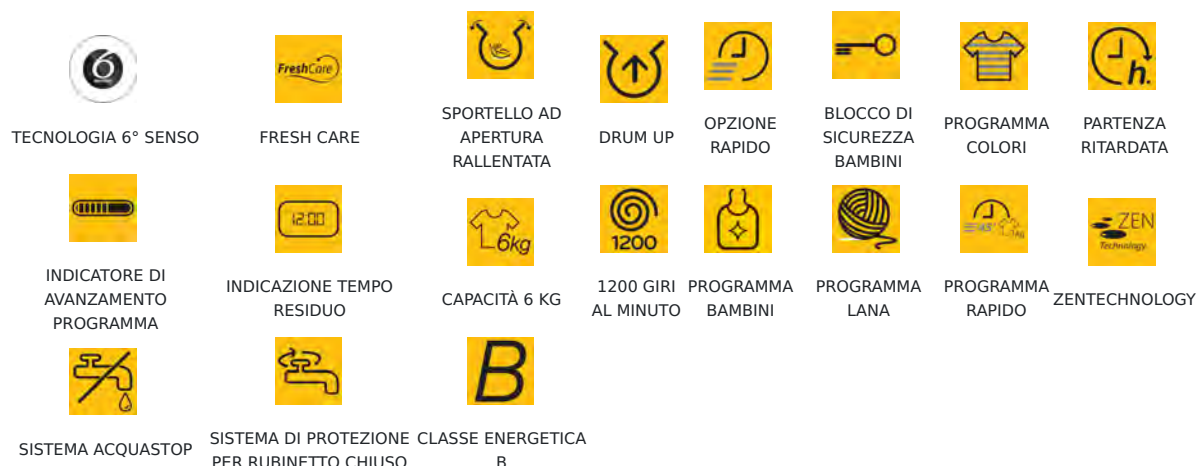 6
FreshCare
h.
TECNOLOGIA 6° SENSO
FRESH CARE
SPORTELLO AD
APERTURA
RALLENTATA
DRUM UP
OPZIONE
RAPIDO
BLOCCO DI
SICUREZZA
BAMBINI
PROGRAMMA
COLORI
PARTENZA
RITARDATA
12:00
6kg
1200
45'
1KG
ZEN
Technology
INDICATORE DI
AVANZAMENTO
PROGRAMMA
INDICAZIONE TEMPO
RESIDUO
CAPACITÀ 6 KG
1200 GIRI
AL MINUTO
PROGRAMMA
BAMBINI
PROGRAMMA
LANA
PROGRAMMA
RAPIDO
ZENTECHNOLOGY
B
SISTEMA ACQUASTOP
SISTEMA DI PROTEZIONE
PER RUBINETTO CHIUSO
CLASSE ENERGETICA
B